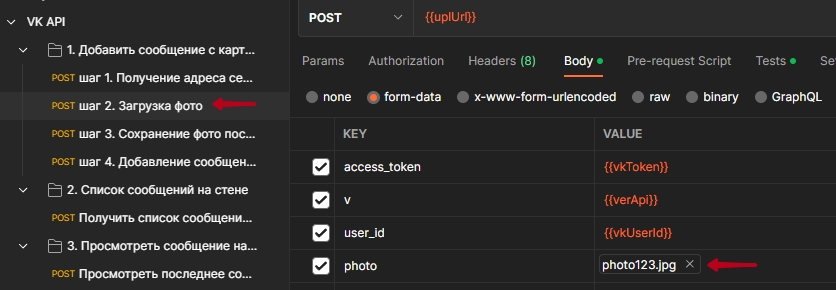 VK API
1. Добавить сообщение с карт...
POST шаг 1. Получение адреса се...
POST шаг 2. Загрузка фото
POST шаг 3. Сохранение фото пос...
POST шаг 4. Добавление сообщен...
2. Список сообщений на стене
POST Получить список сообщени...
3. Просмотреть сообщение на...
POST Просмотреть последнее со...
POST {{uplUrl}}
Params Authorization Headers (8) Body Pre-request Script Tests Se
none form-data x-www-form-urlencoded raw binary GraphQL
KEY VALUE
access_token {{vkToken}}
v {{verApi}}
user_id {{vkUserId}}
photo photo123.jpg